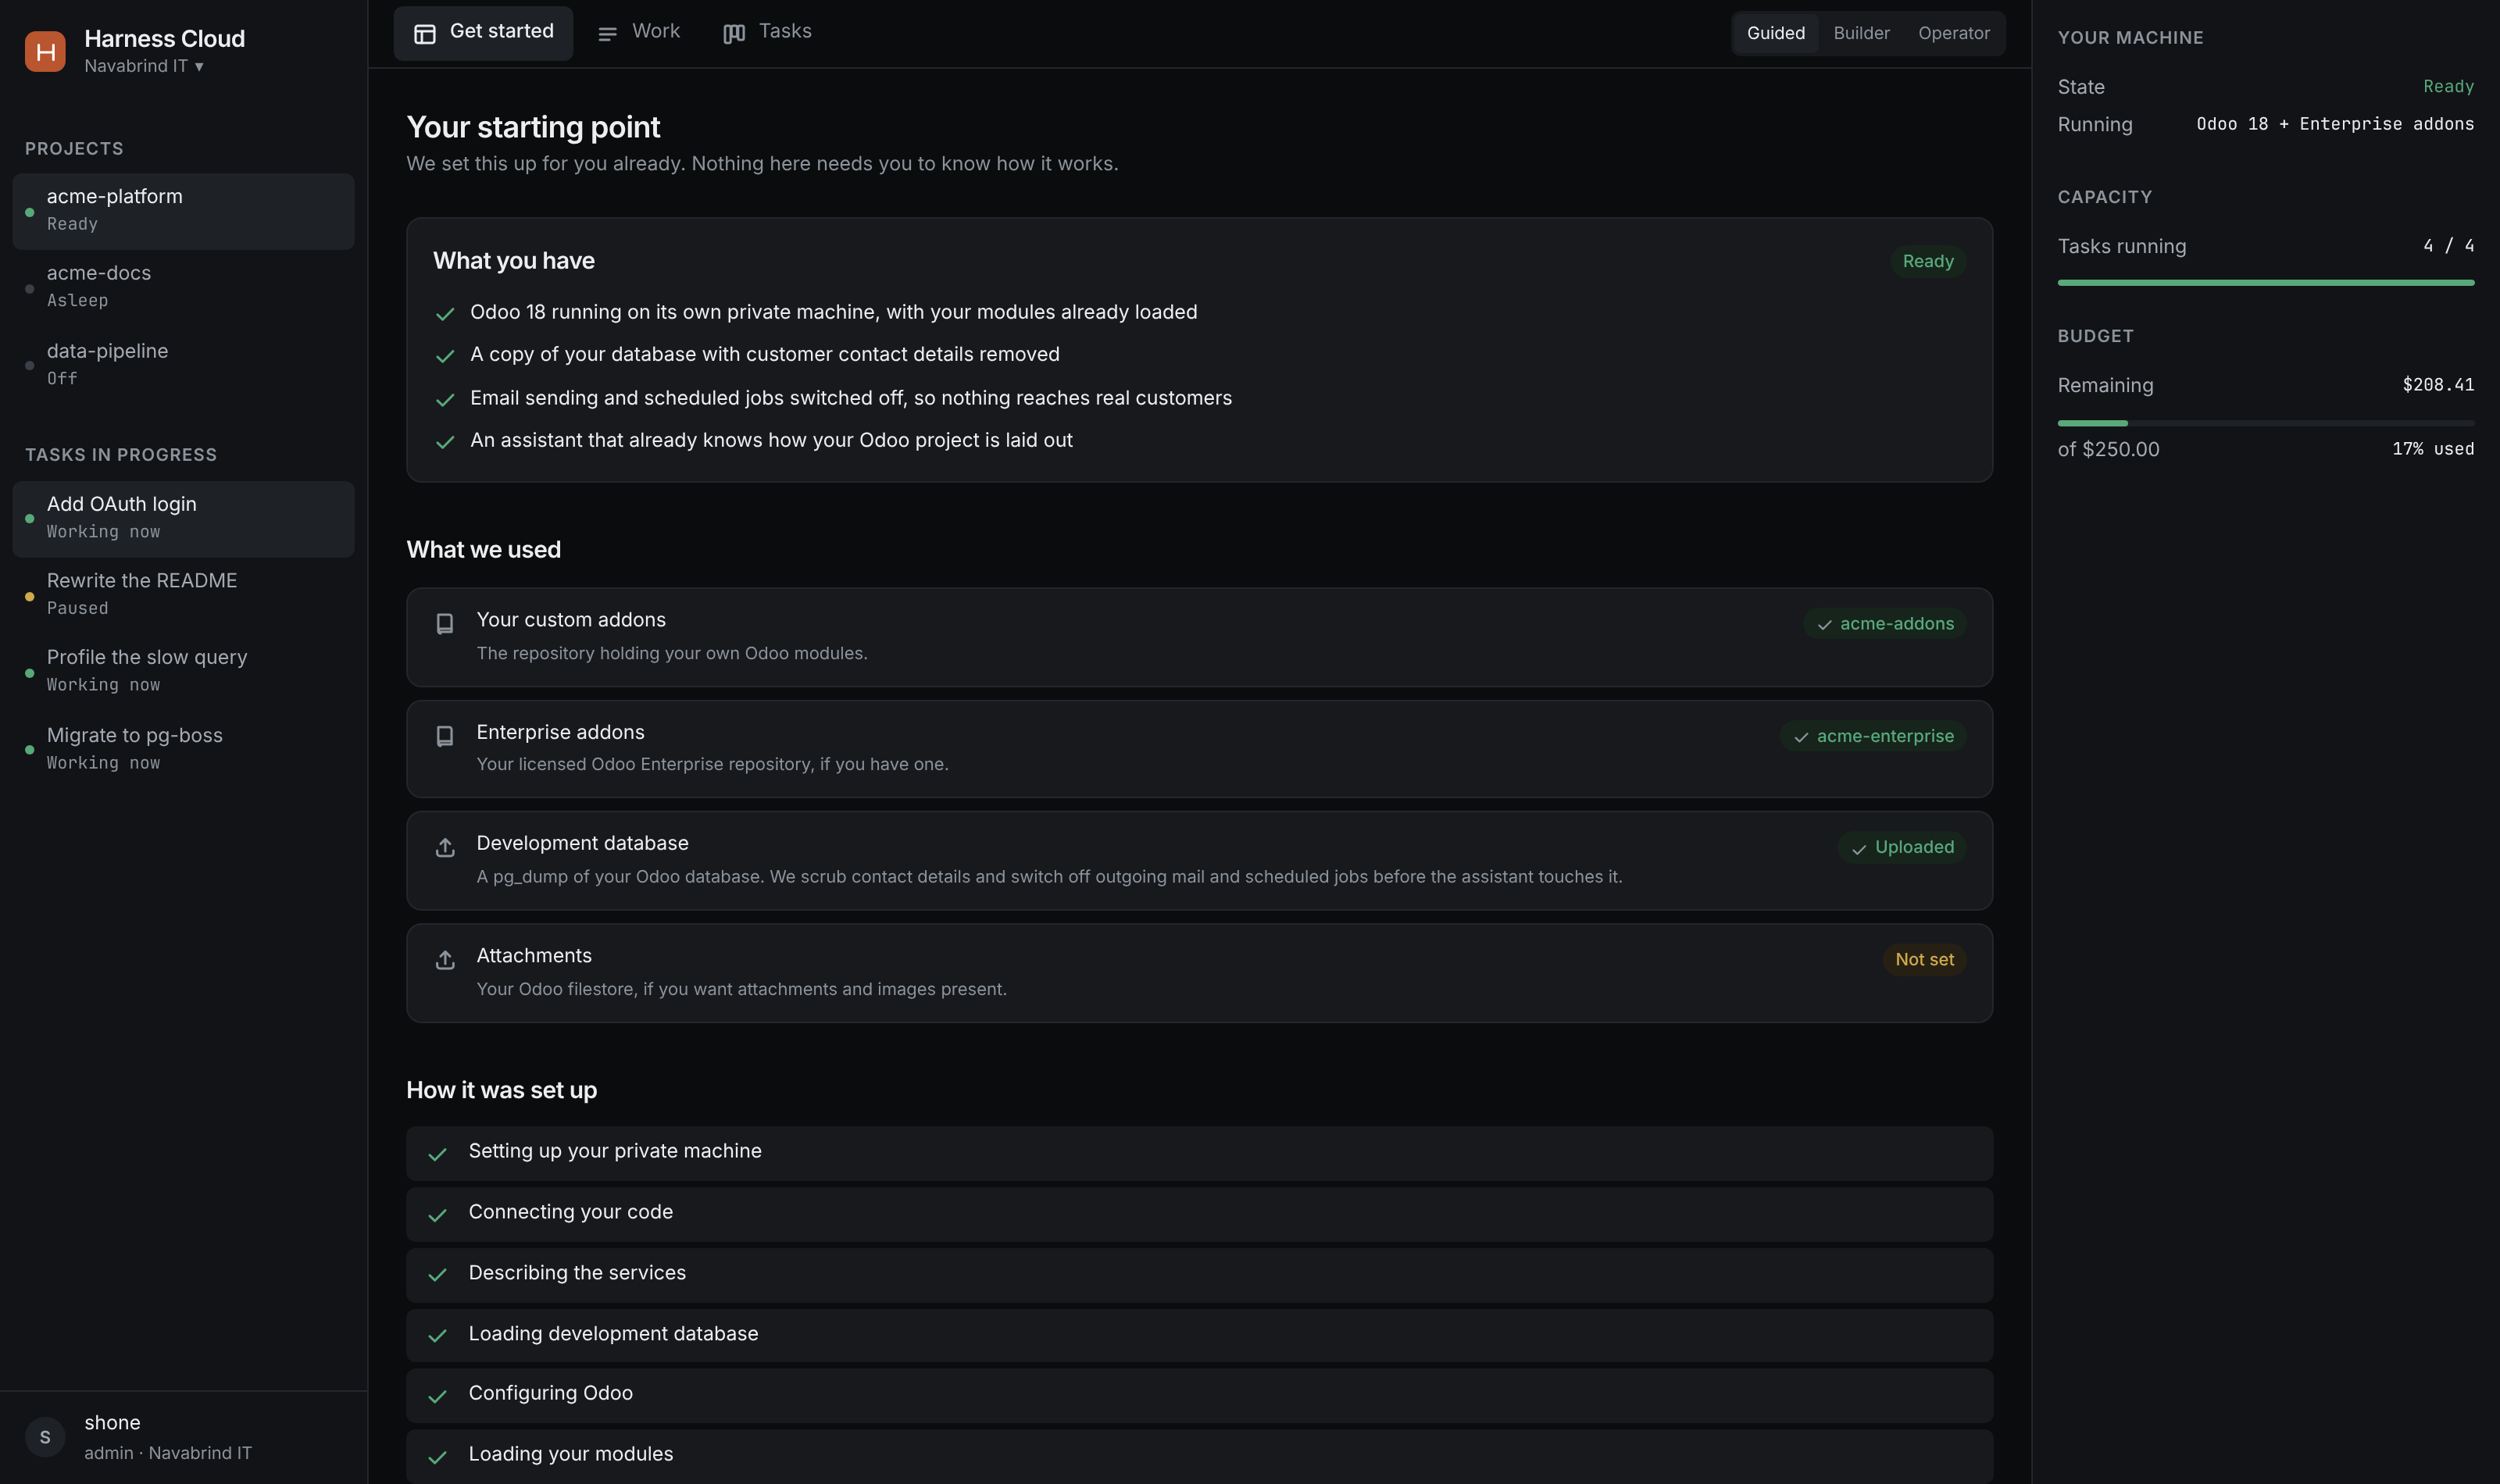 Harness Cloud
Navabrind IT ▾
PROJECTS
acme-platform
Ready
acme-docs
Asleep
data-pipeline
Off
TASKS IN PROGRESS
Add OAuth login
Working now
Rewrite the README
Paused
Profile the slow query
Working now
Migrate to pg-boss
Working now
S
shone
admin · Navabrind IT
Get started
Work
Tasks
Guided
Builder
Operator
Your starting point
We set this up for you already. Nothing here needs you to know how it works.
What you have
Ready
Odoo 18 running on its own private machine, with your modules already loaded
A copy of your database with customer contact details removed
Email sending and scheduled jobs switched off, so nothing reaches real customers
An assistant that already knows how your Odoo project is laid out
What we used
Your custom addons
acme-addons
The repository holding your own Odoo modules.
Enterprise addons
acme-enterprise
Your licensed Odoo Enterprise repository, if you have one.
Development database
Uploaded
A pg_dump of your Odoo database. We scrub contact details and switch off outgoing mail and scheduled jobs before the assistant touches it.
Attachments
Not set
Your Odoo filestore, if you want attachments and images present.
How it was set up
Setting up your private machine
Connecting your code
Describing the services
Loading development database
Configuring Odoo
Loading your modules
YOUR MACHINE
State Ready
Running Odoo 18 + Enterprise addons
CAPACITY
Tasks running 4 / 4
BUDGET
Remaining $208.41
of $250.00 17% used